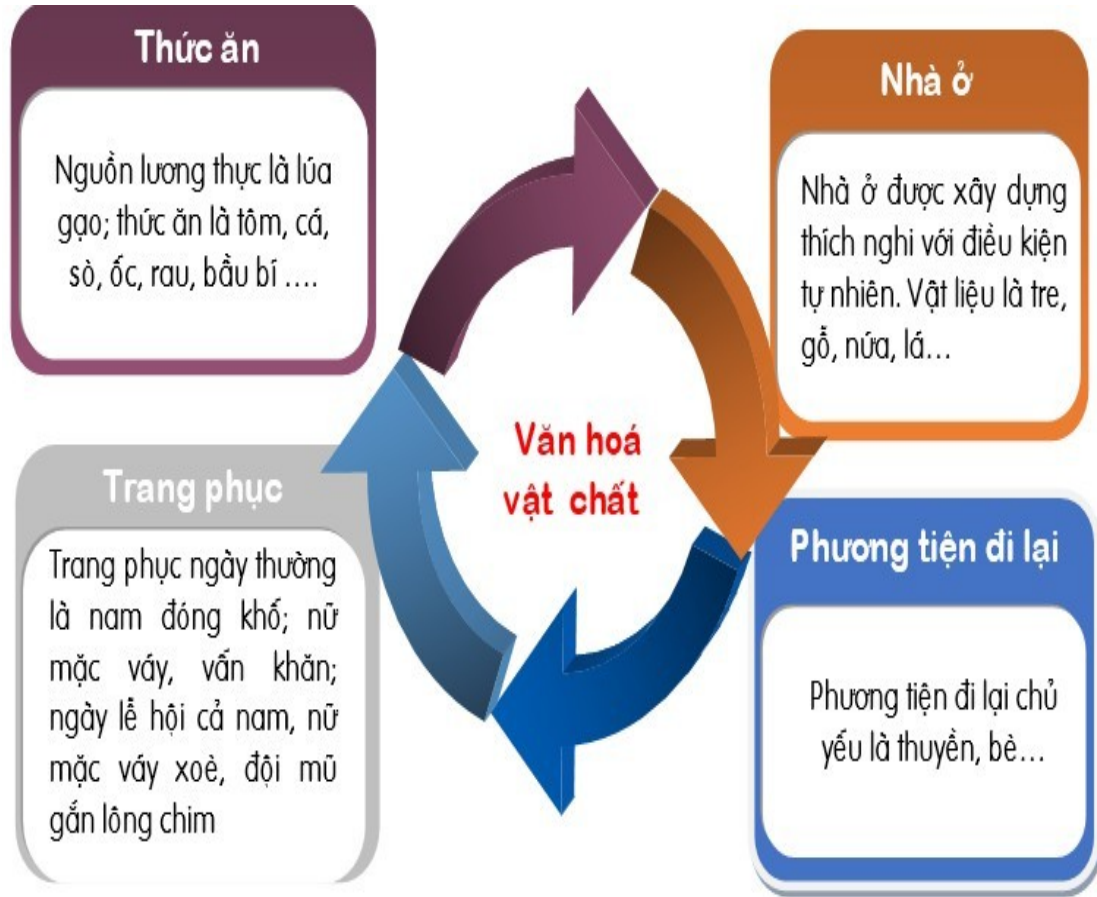 Thức ăn
Nguồn lương thực là lúa
gạo; thức ăn là tôm, cá,
sò, ốc, rau, bầu bí ....
Nhà ở
Nhà ở được xây dựng
thích nghi với điều kiện
tự nhiên. Vật liệu là tre,
gỗ, nứa, lá...
Văn hoá
vật chất
Trang phục
Trang phục ngày thường
là nam đóng khố; nữ
mặc váy, vấn khăn;
ngày lễ hội cả nam, nữ
mặc váy xoè, đội mũ
gắn lông chim
Phương tiện đi lại
Phương tiện đi lại chủ
yếu là thuyền, bè...